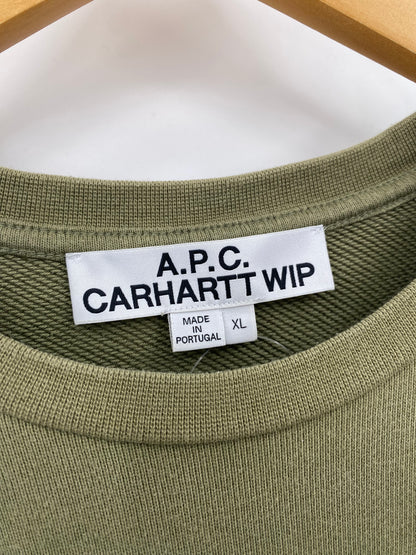 A.P.C.
CARHARTT WIP
MADE
IN
PORTUGAL
XL